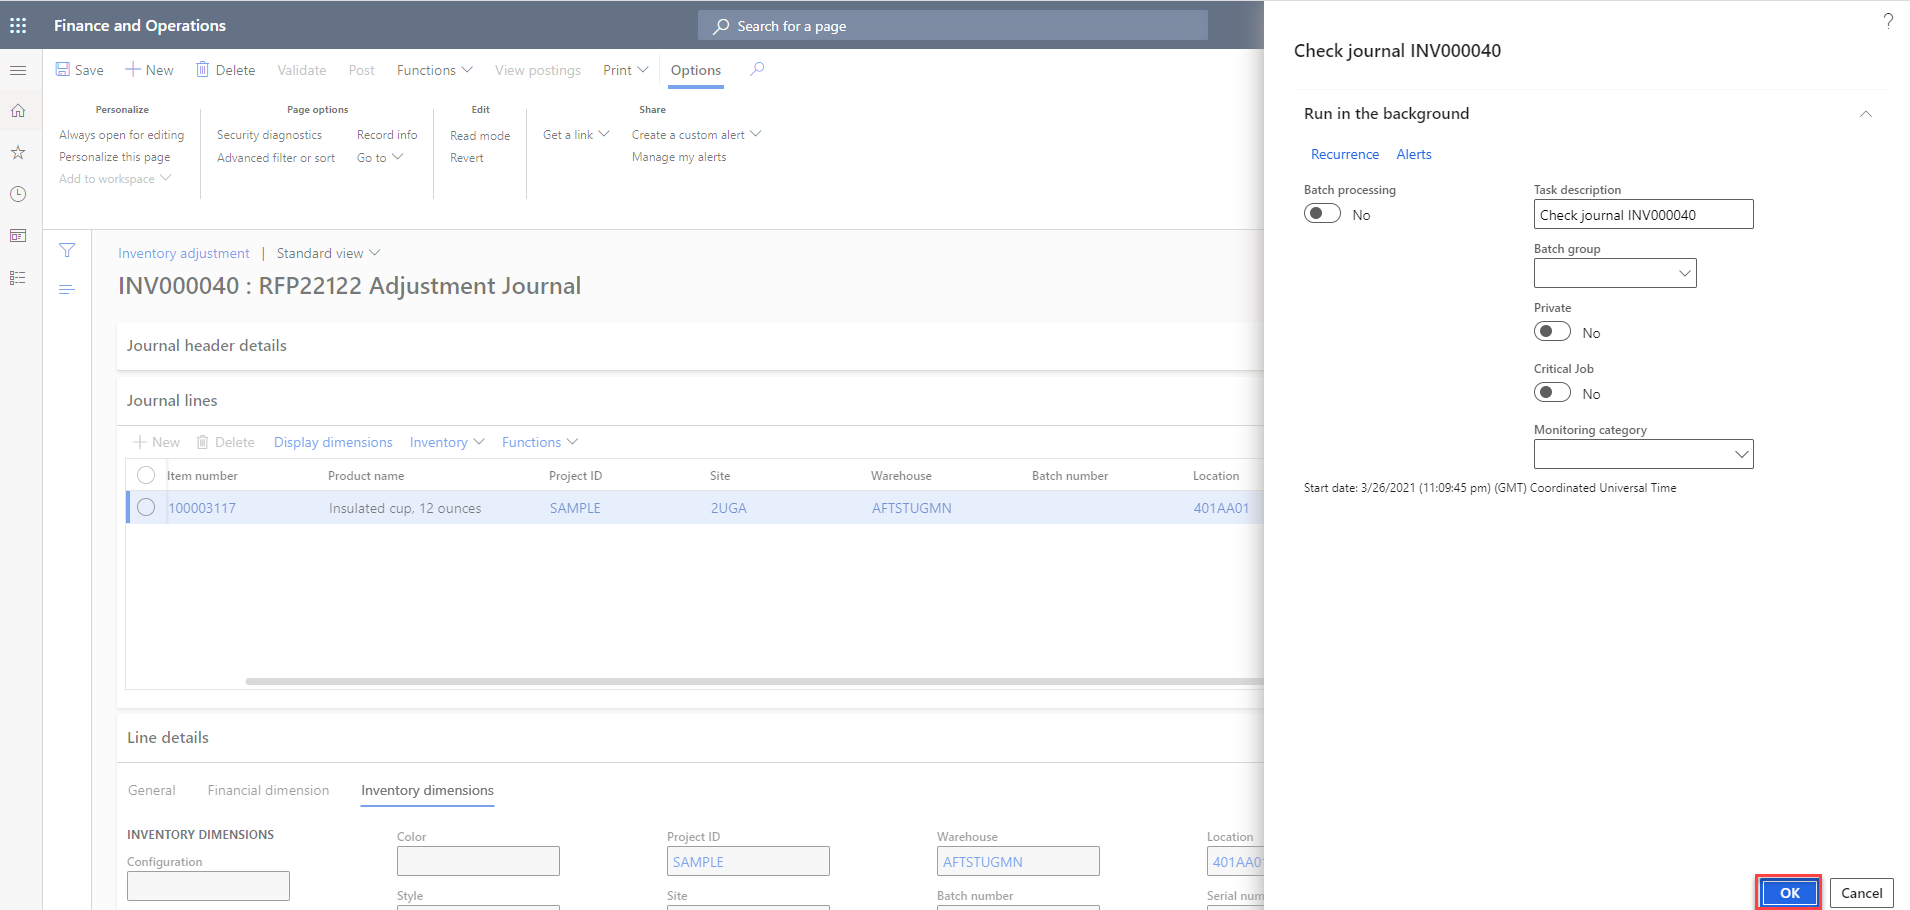 Finance and Operations
Search for a page
?
Save New Delete Validate Post Functions View postings Print Options
Personalize
Always open for editing
Personalize this page
Add to workspace
Page options
Security diagnostics Record info
Advanced filter or sort Go to
Edit
Read mode
Revert
Share
Get a link Create a custom alert
Manage my alerts
Inventory adjustment | Standard view
INV000040 : RFP22122 Adjustment Journal
Journal header details
Journal lines
New Delete Display dimensions Inventory Functions
Item number Product name Project ID Site Warehouse Batch number Location
100003117 Insulated cup, 12 ounces SAMPLE 2UGA AFTSTUGMN 401AA01
Line details
General Financial dimension Inventory dimensions
INVENTORY DIMENSIONS
Configuration
Color
Style
Project ID
SAMPLE
Site
Warehouse
AFTSTUGMN
Batch number
Location
401AA01
Serial num
Check journal INV000040
Run in the background
Recurrence Alerts
Batch processing
No
Task description
Check journal INV000040
Batch group
Private
No
Critical Job
No
Monitoring category
Start date: 3/26/2021 (11:09:45 pm) (GMT) Coordinated Universal Time
OK Cancel